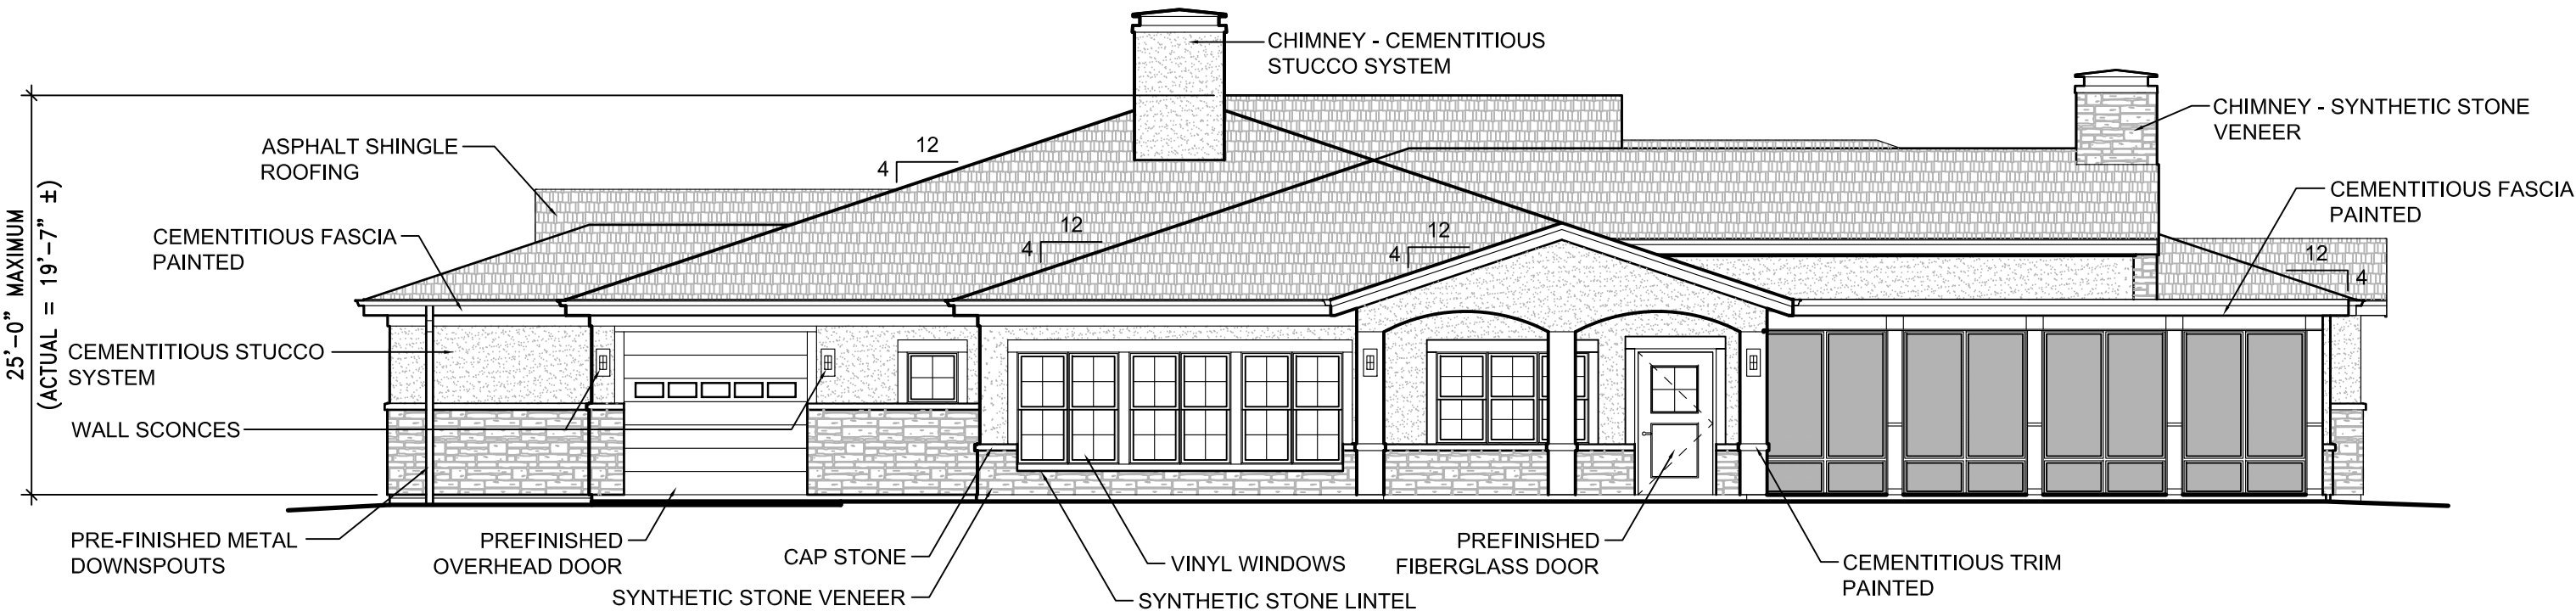 CHIMNEY - CEMENTITIOUS
STUCCO SYSTEM
CHIMNEY - SYNTHETIC STONE
VENEER
ASPHALT SHINGLE
ROOFING
12
4
CEMENTITIOUS FASCIA
PAINTED
CEMENTITIOUS FASCIA
PAINTED
12
4
12
4
12
4
25'-0" MAXIMUM
(ACTUAL = 19'-7" ±)
CEMENTITIOUS STUCCO
SYSTEM
WALL SCONCES
PRE-FINISHED METAL
DOWNSPOUTS
PREFINISHED
OVERHEAD DOOR
CAP STONE
SYNTHETIC STONE VENEER
VINYL WINDOWS
SYNTHETIC STONE LINTEL
PREFINISHED
FIBERGLASS DOOR
CEMENTITIOUS TRIM
PAINTED